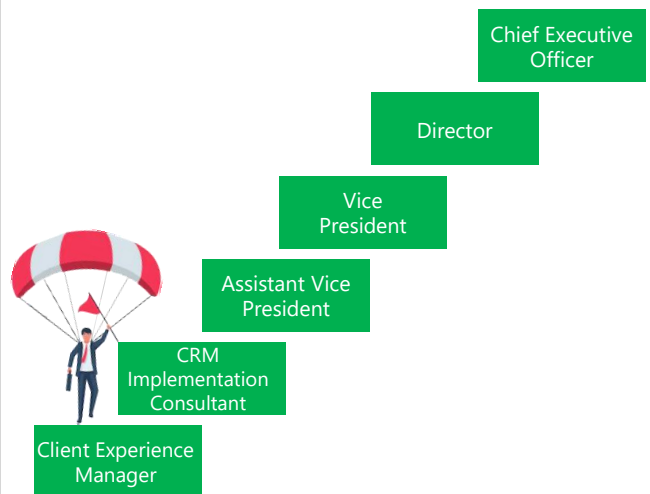 Chief Executive
Officer
Director
Vice
President
Assistant Vice
President
CRM
Implementation
Consultant
Client Experience
Manager